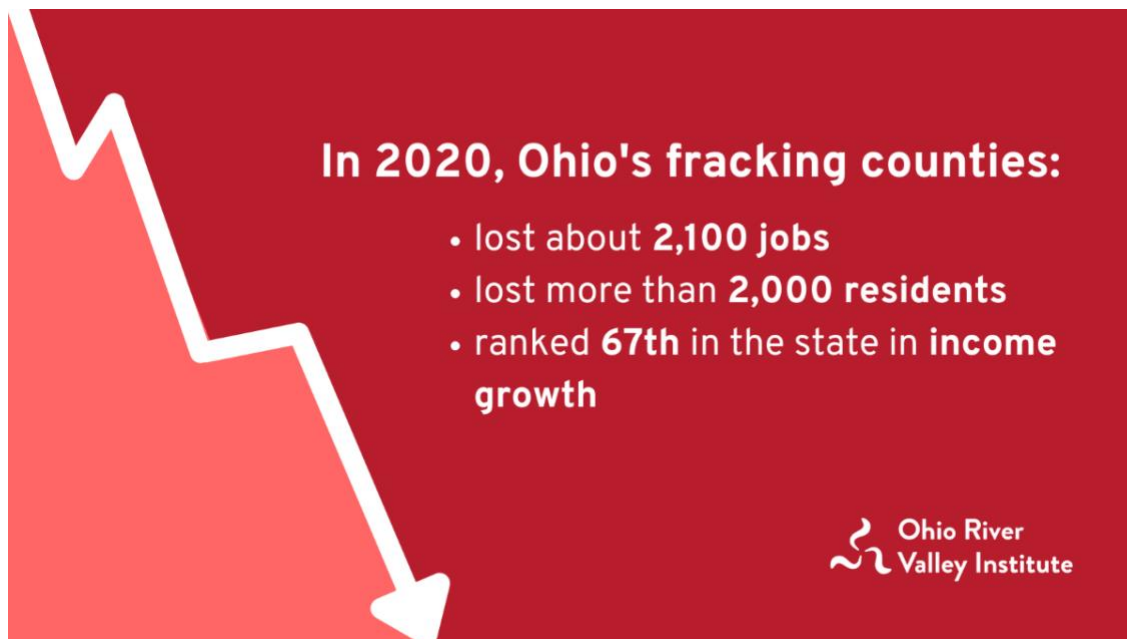 In 2020, Ohio's fracking counties:
• lost about 2,100 jobs
• lost more than 2,000 residents
• ranked 67th in the state in income
growth
Ohio River
Valley Institute